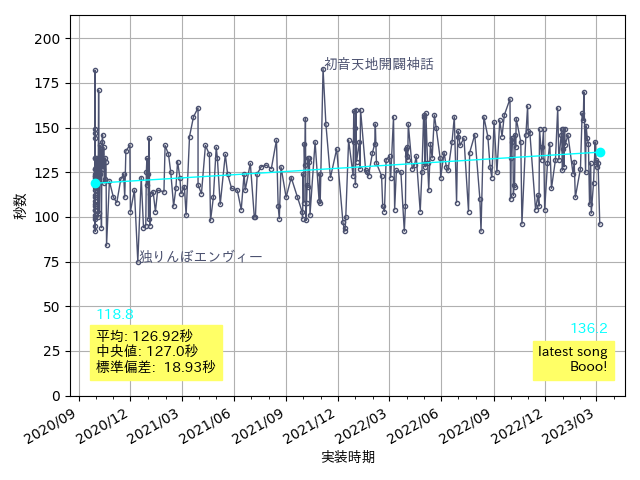 200
175
150
125
100
75
50
25
0
秒数
初音天地開闢神話
独りんぼエンヴィー
118.8
平均: 126.92秒
中央値: 127.0秒
標準偏差: 18.93秒
136.2
latest song
Booo!
2020/09
2020/12
2021/03
2021/06
2021/09
2021/12
2022/03
2022/06
2022/09
2022/12
2023/03
実装時期